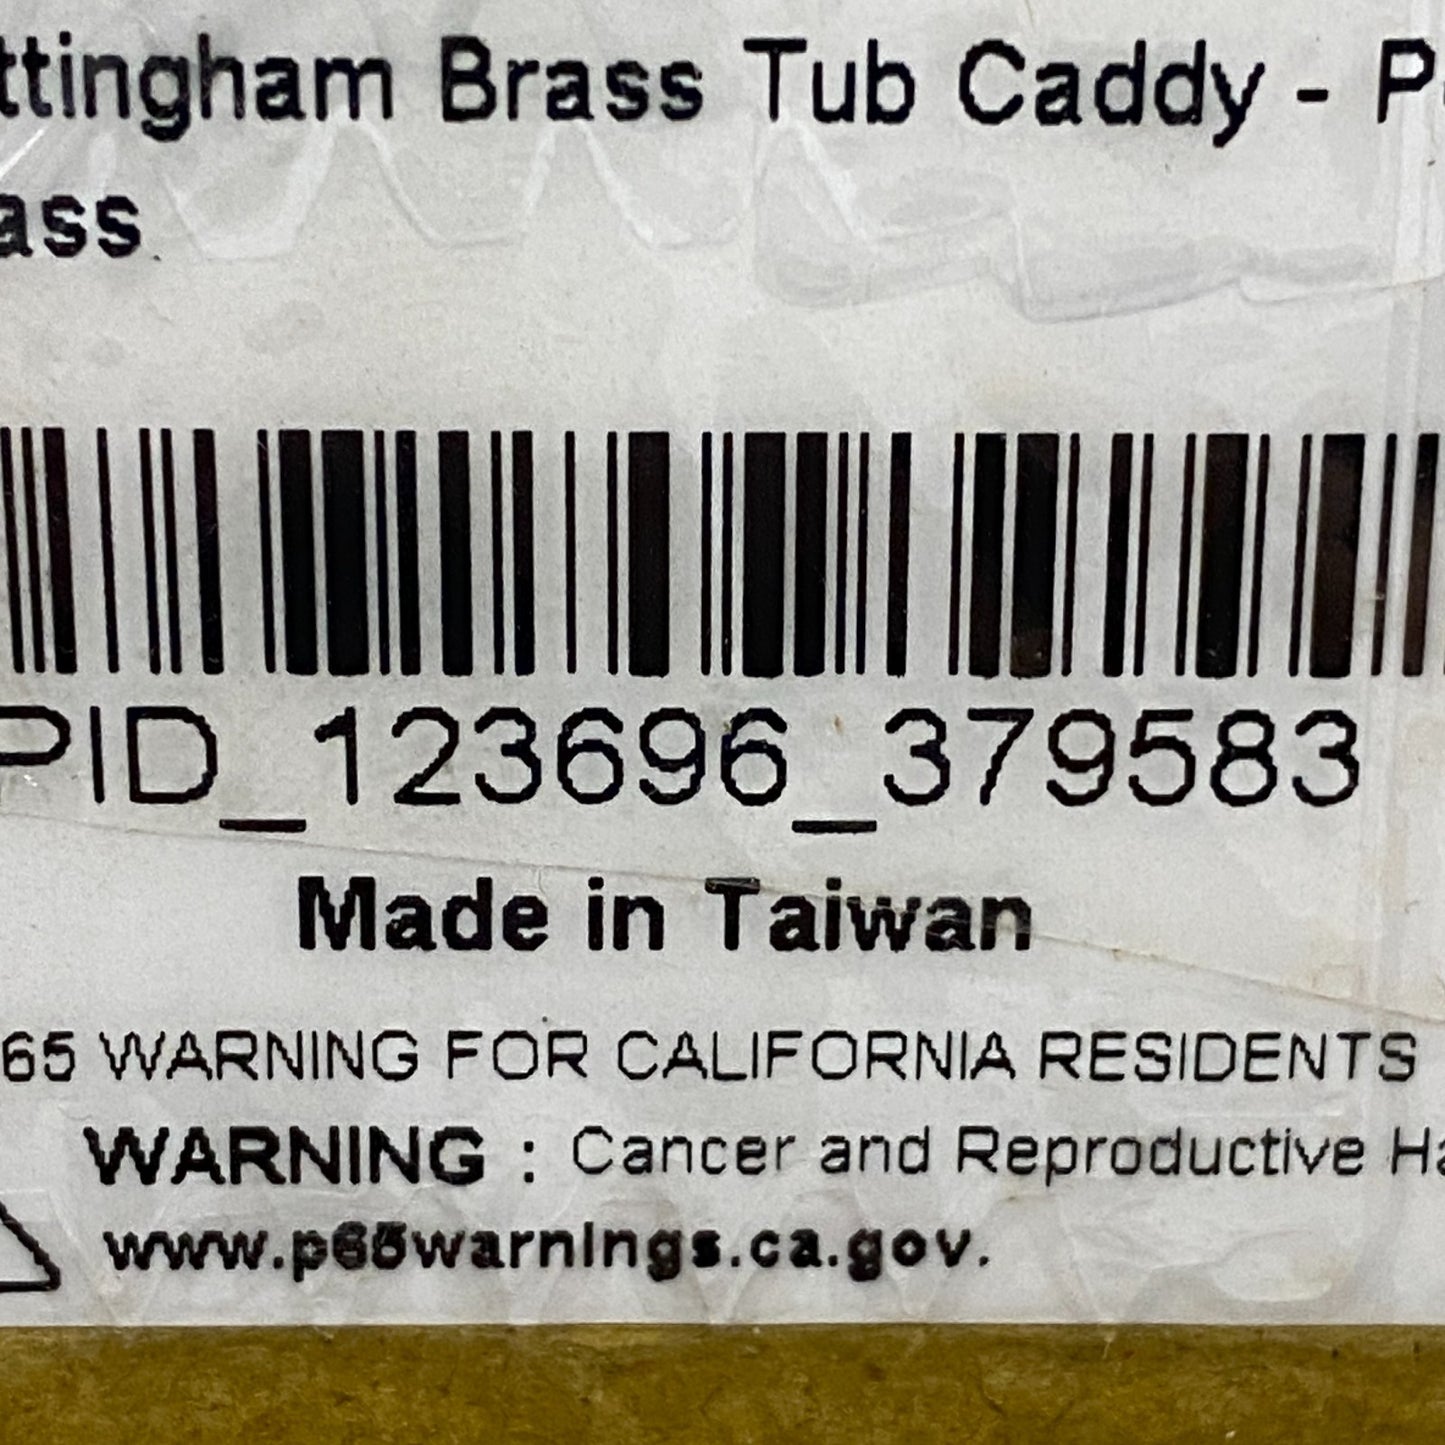 ttingham Brass Tub Caddy - P
ass
PID_123696_379583
Made in Taiwan
65 WARNING FOR CALIFORNIA RESIDENTS
WARNING : Cancer and Reproductive Ha
www.p65warnings.ca.gov.